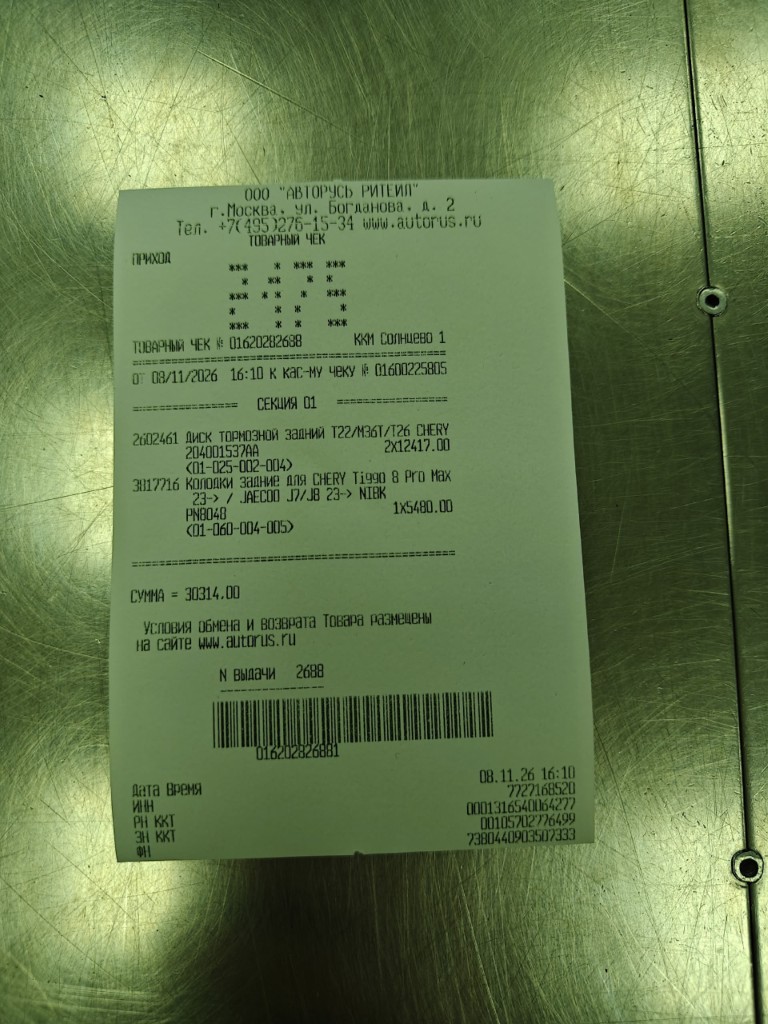 ООО "АВТОРУСЬ РИТЕЙЛ"
г.Москва, ул. Богданова, д. 2
Тел. +7(495)276-15-34 www.autorus.ru
ТОВАРНЫЙ ЧЕК
ПРИХОД
ТОВАРНЫЙ ЧЕК № 01620282688 ККМ Солнцево 1
от 08/11/2026 16:10 к кас-му чеку № 01600225805
СЕКЦИЯ 01
2602461 ДИСК ТОРМОЗНОЙ ЗАДНИЙ T22/M36T/T26 CHERY
204001537AA 2X12417.00
<01-025-002-004>
3817716 Колодки задние для CHERY Tiggo 8 Pro Max
23-> / JAECOO J7/J8 23-> NIBK
PN8048 1X5480.00
<01-060-004-005>
СУММА = 30314.00
Условия обмена и возврата Товара размещены
на сайте www.autorus.ru
N выдачи 2688
016202826881
Дата Время 08.11.26 16:10
ИНН 7727168520
РН ККТ 0001316540064277
ЗН ККТ 00105702776499
ФН 7380440903507333